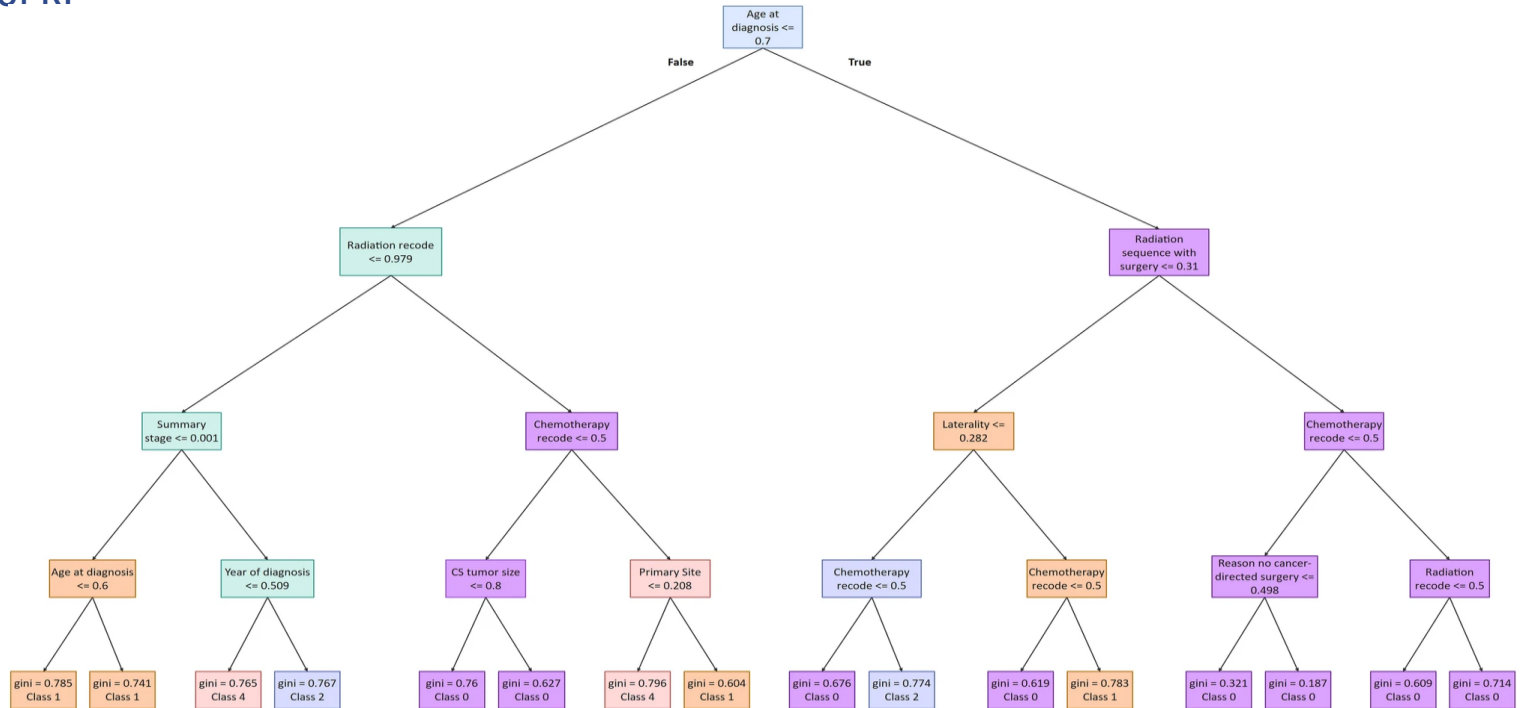 Age at
diagnosis <=
0.7
False
True
Radiation recode
<= 0.979
Radiation
sequence with
surgery <= 0.31
Summary
stage <= 0.001
Chemotherapy
recode <= 0.5
Laterality <=
0.282
Chemotherapy
recode <= 0.5
Age at diagnosis
<= 0.6
Year of diagnosis
<= 0.509
CS tumor size
<= 0.8
Primary Site
<= 0.208
Chemotherapy
recode <= 0.5
Chemotherapy
recode <= 0.5
Reason no cancer-
directed surgery <=
0.498
Radiation
recode <= 0.5
gini = 0.785
Class 1
gini = 0.741
Class 1
gini = 0.765
Class 4
gini = 0.767
Class 2
gini = 0.76
Class 0
gini = 0.627
Class 0
gini = 0.796
Class 4
gini = 0.604
Class 1
gini = 0.676
Class 0
gini = 0.774
Class 2
gini = 0.619
Class 0
gini = 0.783
Class 1
gini = 0.321
Class 0
gini = 0.187
Class 0
gini = 0.609
Class 0
gini = 0.714
Class 0